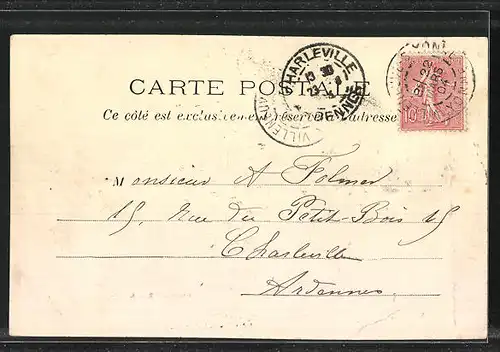 CHARLEVILLE
ARDENNES
CARTE POSTALE
Ce côté est exclusivement réservé à l'adresse
Monsieur A Folmer
15, Rue du Petit-Bois 15
Charleville
Ardennes